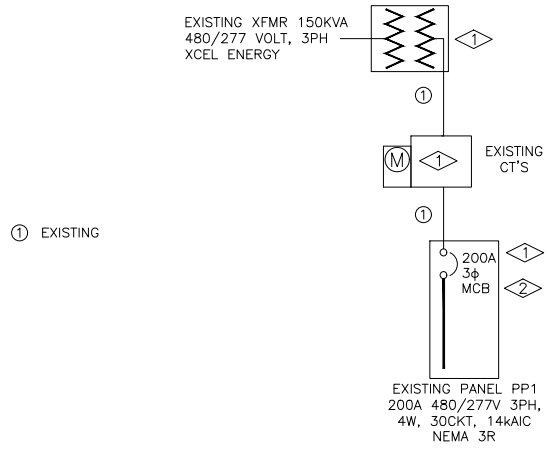 EXISTING XFMR 150KVA
480/277 VOLT, 3PH
XCEL ENERGY
1
1
M
1
EXISTING
CT'S
1
1 EXISTING
200A
3ϕ
MCB
1
2
EXISTING PANEL PP1
200A 480/277V 3PH,
4W, 30CKT, 14kAIC
NEMA 3R